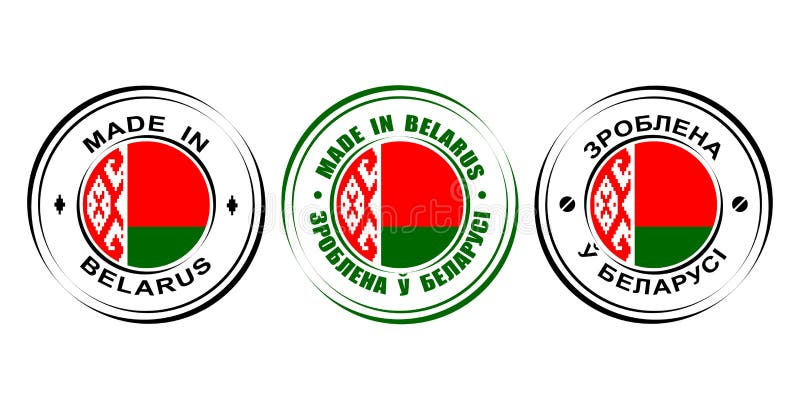 MADE IN
BELARUS
MADE IN BELARUS
ЗРОБЛЕНА Ў БЕЛАРУСІ
ЗРОБЛЕНА
Ў БЕЛАРУСІ